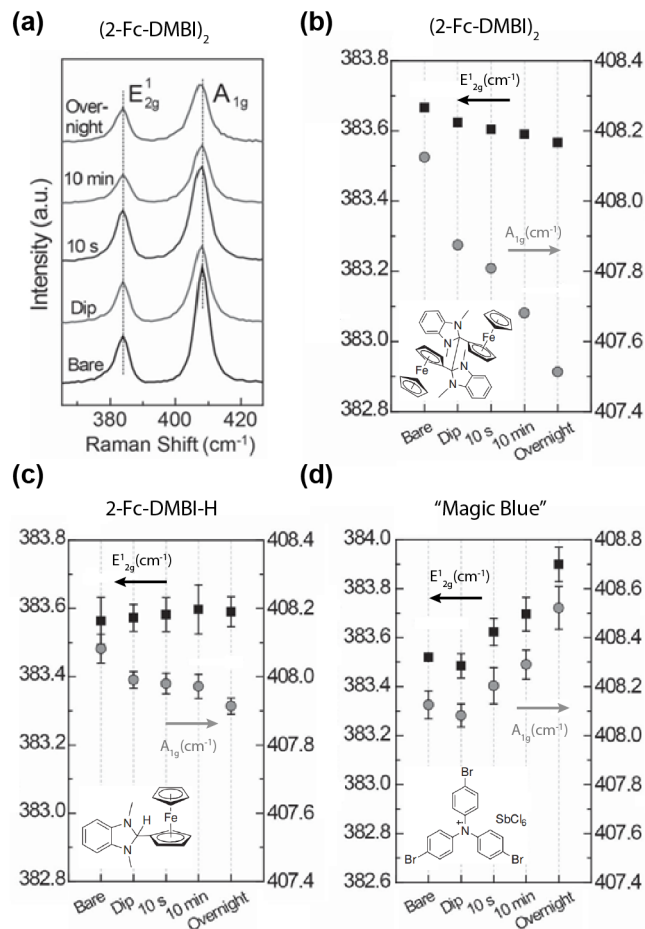 (a)
(2-Fc-DMBI)2
E12g
A1g
Over-
night
10 min
10 s
Dip
Bare
Intensity (a.u.)
380 400 420
Raman Shift (cm-1)
(b)
(2-Fc-DMBI)2
383.8
383.6
383.4
383.2
383.0
382.8
E12g(cm-1)
A1g(cm-1)
408.4
408.2
408.0
407.8
407.6
407.4
N
N
Fe
Fe
N
N
Bare Dip 10 s 10 min Overnight
(c)
2-Fc-DMBI-H
383.8
383.6
383.4
383.2
383.0
382.8
E12g(cm-1)
A1g(cm-1)
408.4
408.2
408.0
407.8
407.6
407.4
N
H
Fe
N
Bare Dip 10 s 10 min Overnight
(d)
“Magic Blue”
384.0
383.8
383.6
383.4
383.2
383.0
382.8
382.6
E12g(cm-1)
A1g(cm-1)
408.8
408.6
408.4
408.2
408.0
407.8
407.6
407.4
Br
SbCl6
N
Br
Br
Bare Dip 10 s 10 min Overnight